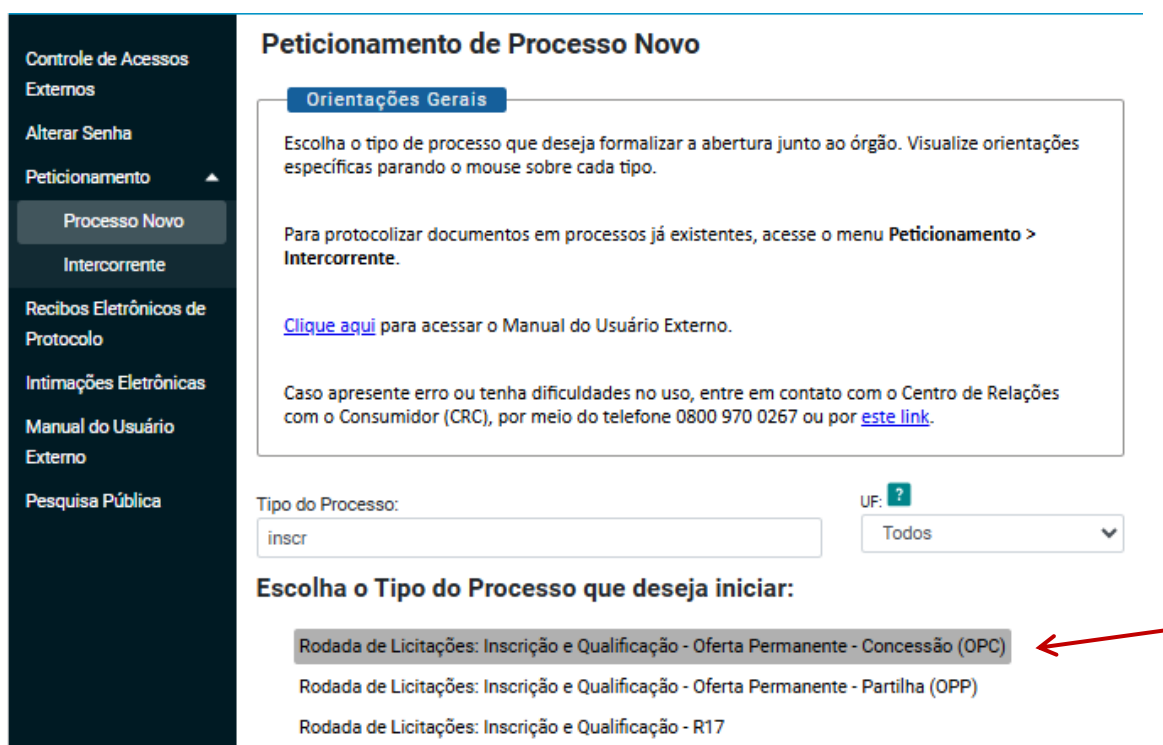 Controle de Acessos
Externos
Alterar Senha
Peticionamento
Processo Novo
Intercorrente
Recibos Eletrônicos de
Protocolo
Intimações Eletrônicas
Manual do Usuário
Externo
Pesquisa Pública
Peticionamento de Processo Novo
Orientações Gerais
Escolha o tipo de processo que deseja formalizar a abertura junto ao órgão. Visualize orientações
específicas parando o mouse sobre cada tipo.
Para protocolizar documentos em processos já existentes, acesse o menu Peticionamento >
Intercorrente.
Clique aqui para acessar o Manual do Usuário Externo.
Caso apresente erro ou tenha dificuldades no uso, entre em contato com o Centro de Relações
com o Consumidor (CRC), por meio do telefone 0800 970 0267 ou por este link.
Tipo do Processo:
inscr
UF: ?
Todos
Escolha o Tipo do Processo que deseja iniciar:
Rodada de Licitações: Inscrição e Qualificação - Oferta Permanente - Concessão (OPC)
Rodada de Licitações: Inscrição e Qualificação - Oferta Permanente - Partilha (OPP)
Rodada de Licitações: Inscrição e Qualificação - R17